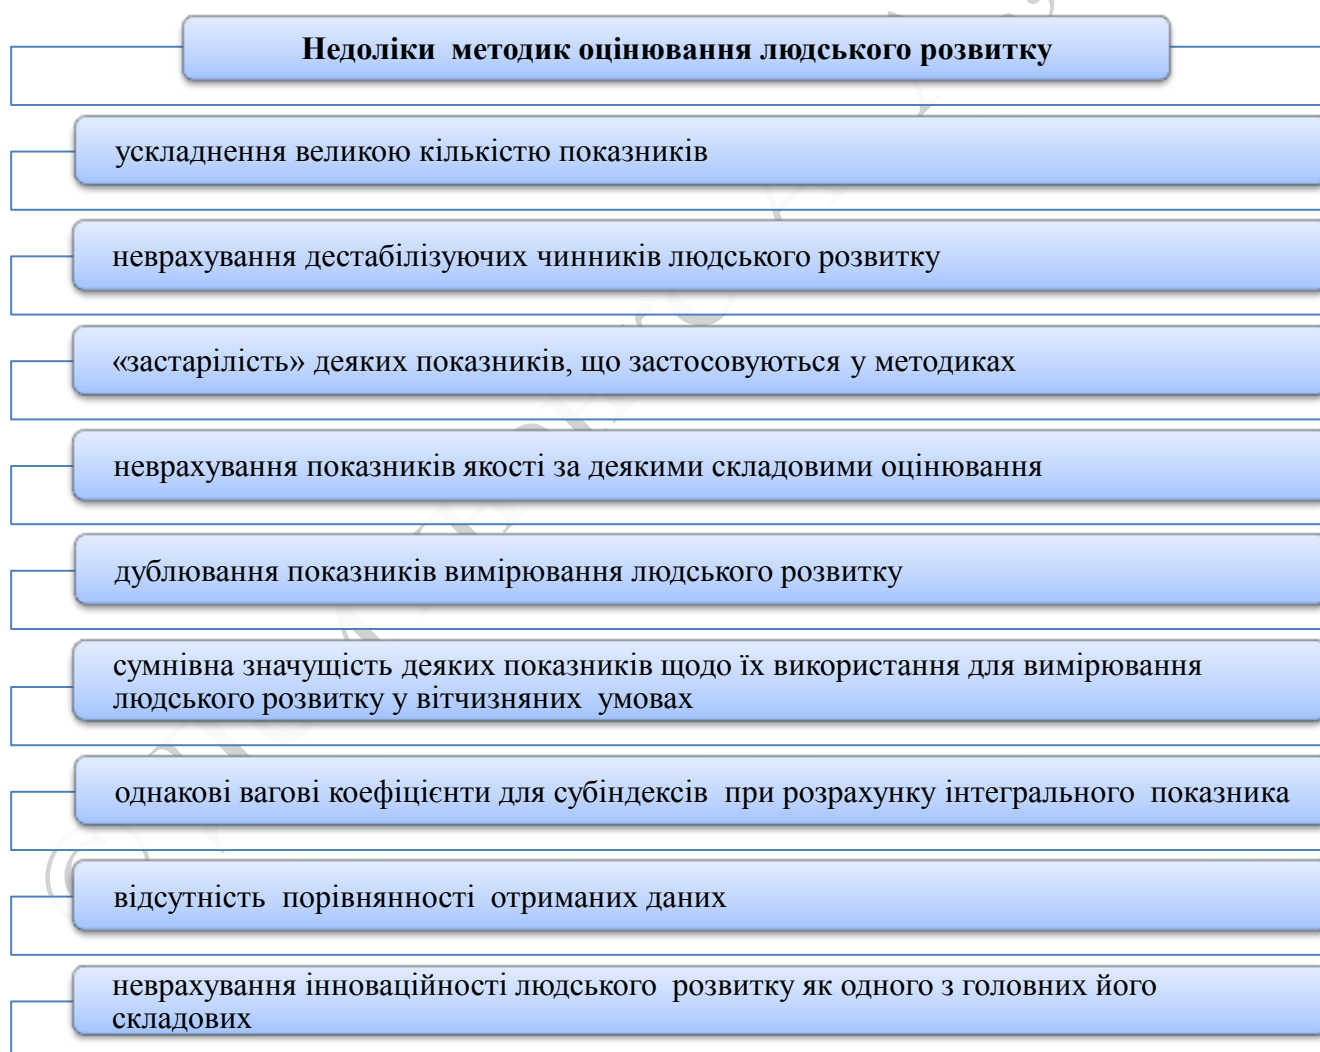 Недоліки методик оцінювання людського розвитку
ускладнення великою кількістю показників
неврахування дестабілізуючих чинників людського розвитку
«застарілість» деяких показників, що застосовуються у методиках
неврахування показників якості за деякими складовими оцінювання
дублювання показників вимірювання людського розвитку
сумнівна значущість деяких показників щодо їх використання для вимірювання
людського розвитку у вітчизняних умовах
однакові вагові коефіцієнти для субіндексів при розрахунку інтегрального показника
відсутність порівнянності отриманих даних
неврахування інноваційності людського розвитку як одного з головних його
складових